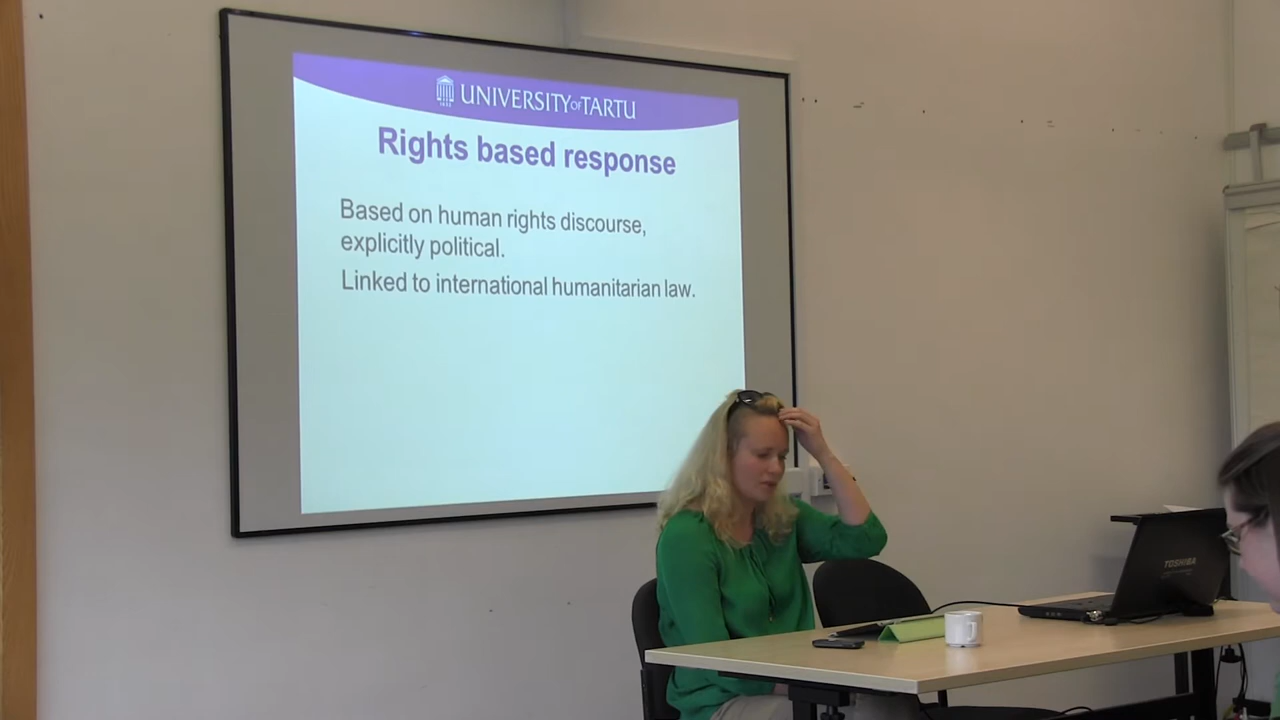 UNIVERSITY OF TARTU
Rights based response
Based on human rights discourse,
explicitly political.
Linked to international humanitarian law.
TOSHIBA